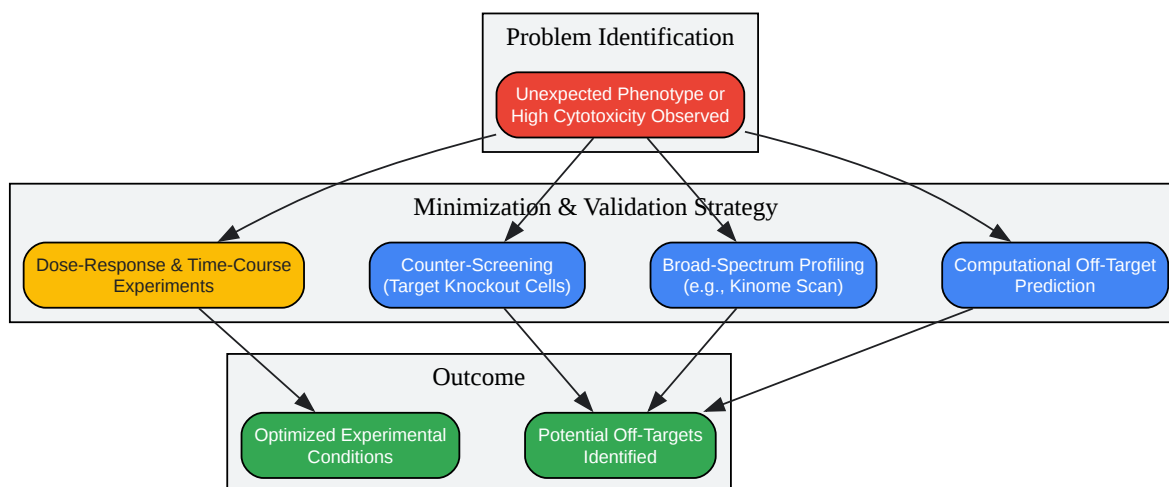 Problem Identification
Unexpected Phenotype or
High Cytotoxicity Observed
Minimization & Validation Strategy
Dose-Response & Time-Course
Experiments
Counter-Screening
(Target Knockout Cells)
Broad-Spectrum Profiling
(e.g., Kinome Scan)
Computational Off-Target
Prediction
Outcome
Optimized Experimental
Conditions
Potential Off-Targets
Identified